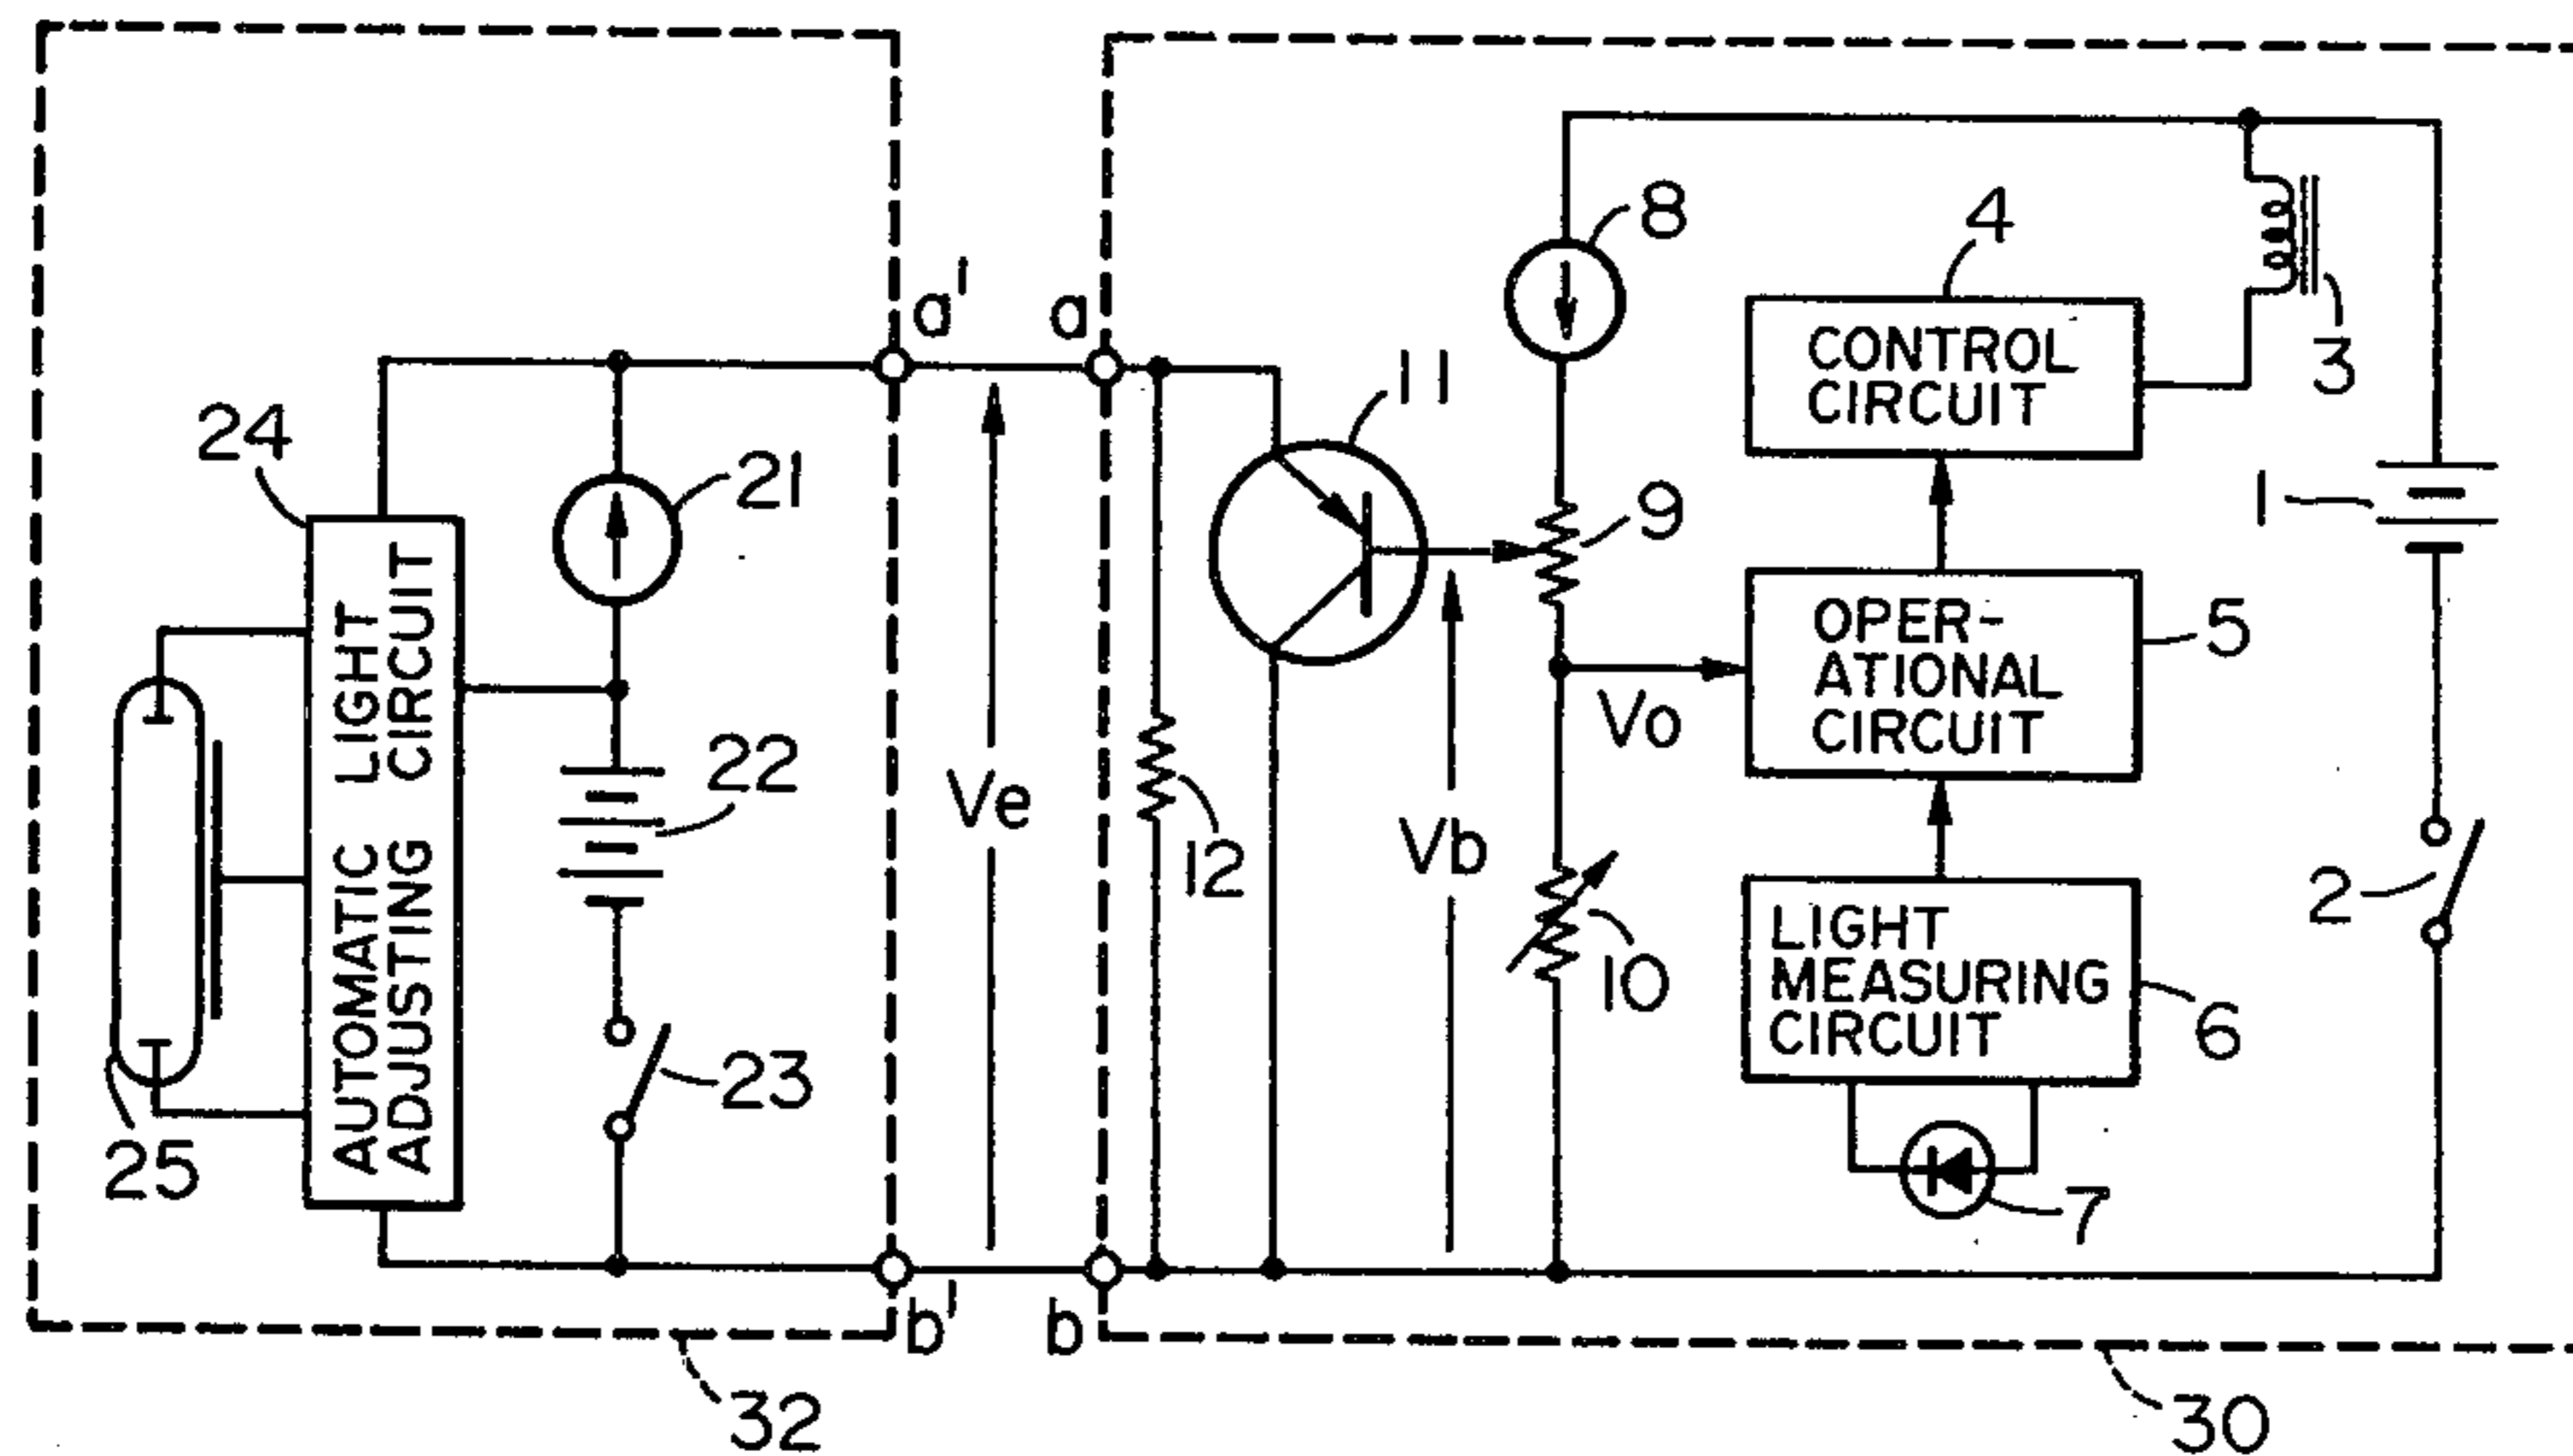 8
4
a'
a
11
CONTROL
CIRCUIT
3
24
21
9
1
OPER-
ATIONAL
CIRCUIT
5
AUTOMATIC LIGHT
ADJUSTING CIRCUIT
22
Ve
Vo
Vb
12
2
LIGHT
MEASURING
CIRCUIT
10
6
23
25
7
b'
b
32
30